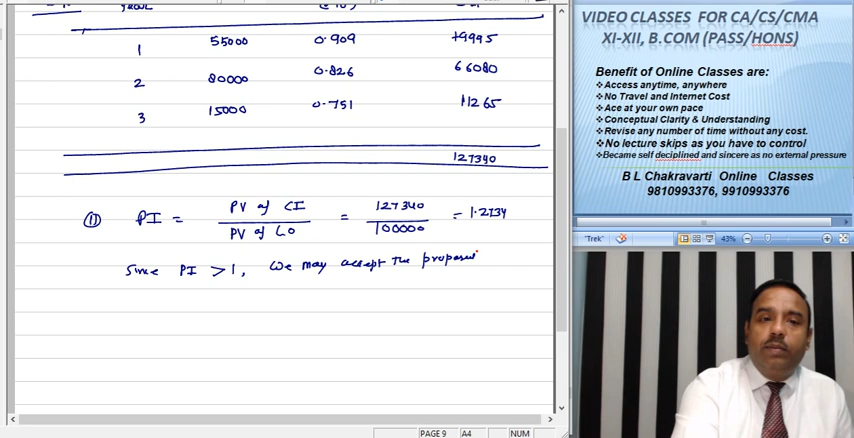 1 55000 0.909 49995
2 80000 0.826 66080
3 15000 0.751 11265
127340
(II) PI = PV of CI / PV of CO = 127340 / 100000 = 1.2734
Since PI > 1, we may accept the proposal
PAGE 9 A4 NUM
VIDEO CLASSES FOR CA/CS/CMA
XI-XII, B.COM (PASS/HONS)
Benefit of Online Classes are:
❖Access anytime, anywhere
❖No Travel and Internet Cost
❖Ace at your own pace
❖Conceptual Clarity & Understanding
❖Revise any number of time without any cost.
❖No lecture skips as you have to control
❖Became self deciplined and sincere as no external pressure
B L Chakravarti Online Classes
9810993376, 9910993376
"Trek" 43%